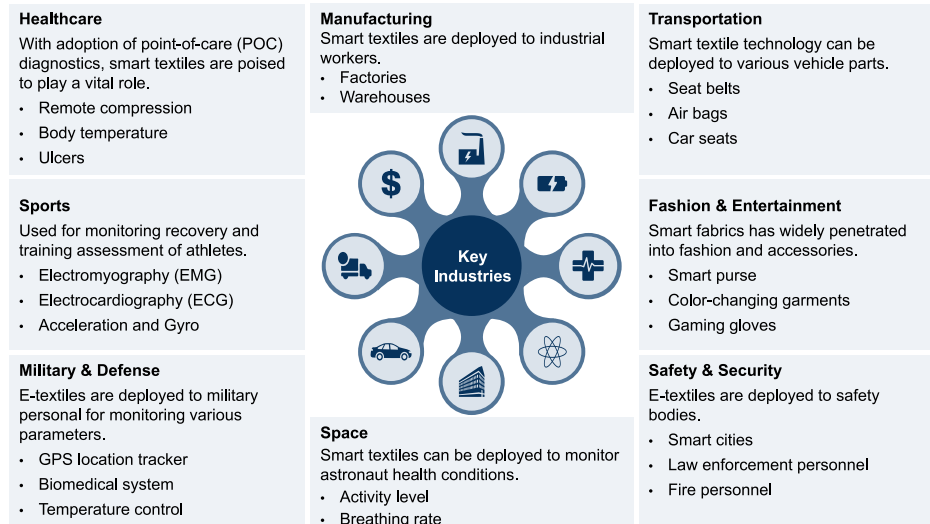 Healthcare
With adoption of point-of-care (POC)
diagnostics, smart textiles are poised
to play a vital role.
• Remote compression
• Body temperature
• Ulcers
Manufacturing
Smart textiles are deployed to industrial
workers.
• Factories
• Warehouses
Transportation
Smart textile technology can be
deployed to various vehicle parts.
• Seat belts
• Air bags
• Car seats
Sports
Used for monitoring recovery and
training assessment of athletes.
• Electromyography (EMG)
• Electrocardiography (ECG)
• Acceleration and Gyro
$
Key
Industries
Fashion & Entertainment
Smart fabrics has widely penetrated
into fashion and accessories.
• Smart purse
• Color-changing garments
• Gaming gloves
Military & Defense
E-textiles are deployed to military
personal for monitoring various
parameters.
• GPS location tracker
• Biomedical system
• Temperature control
Space
Smart textiles can be deployed to monitor
astronaut health conditions.
• Activity level
• Breathing rate
Safety & Security
E-textiles are deployed to safety
bodies.
• Smart cities
• Law enforcement personnel
• Fire personnel